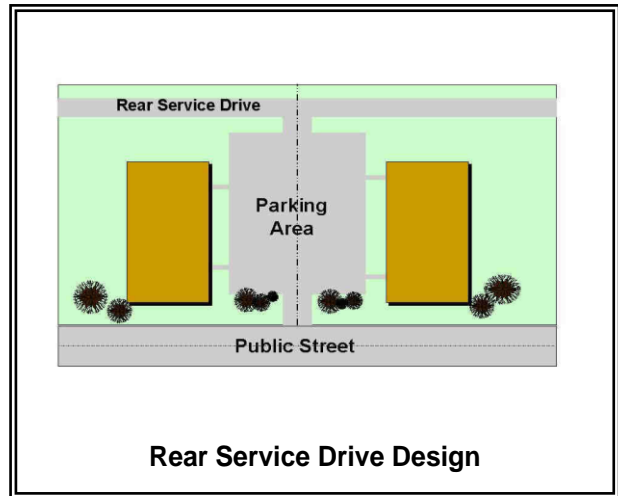 Rear Service Drive
Parking
Area
Public Street
Rear Service Drive Design